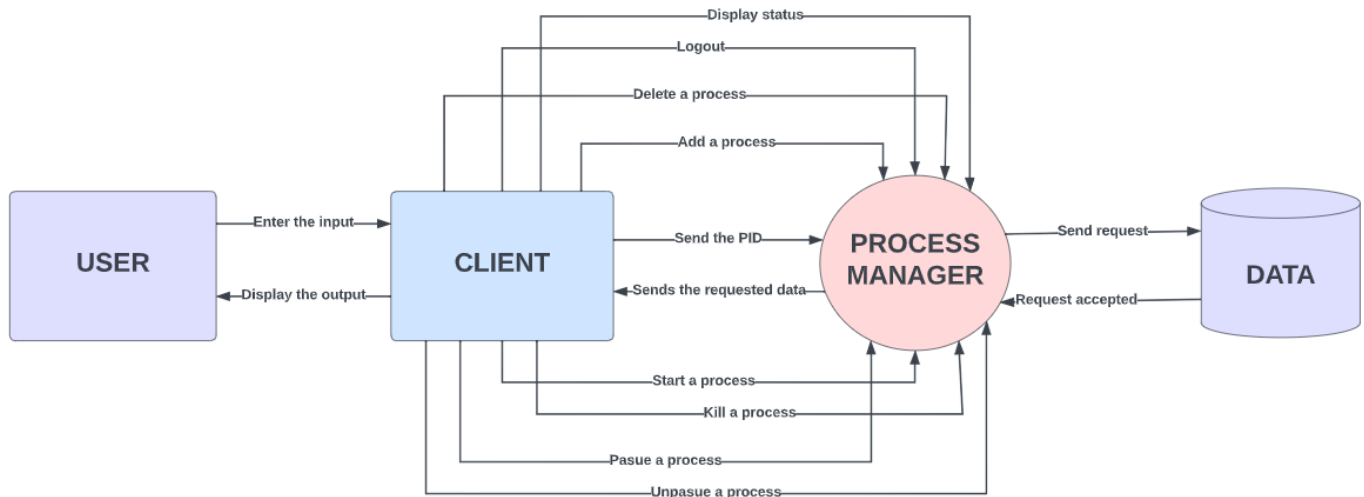 Display status
Logout
Delete a process
Add a process
USER
Enter the input
Display the output
CLIENT
Send the PID
Sends the requested data
PROCESS
MANAGER
Send request
Request accepted
DATA
Start a process
Kill a process
Pasue a process
Unpasue a process